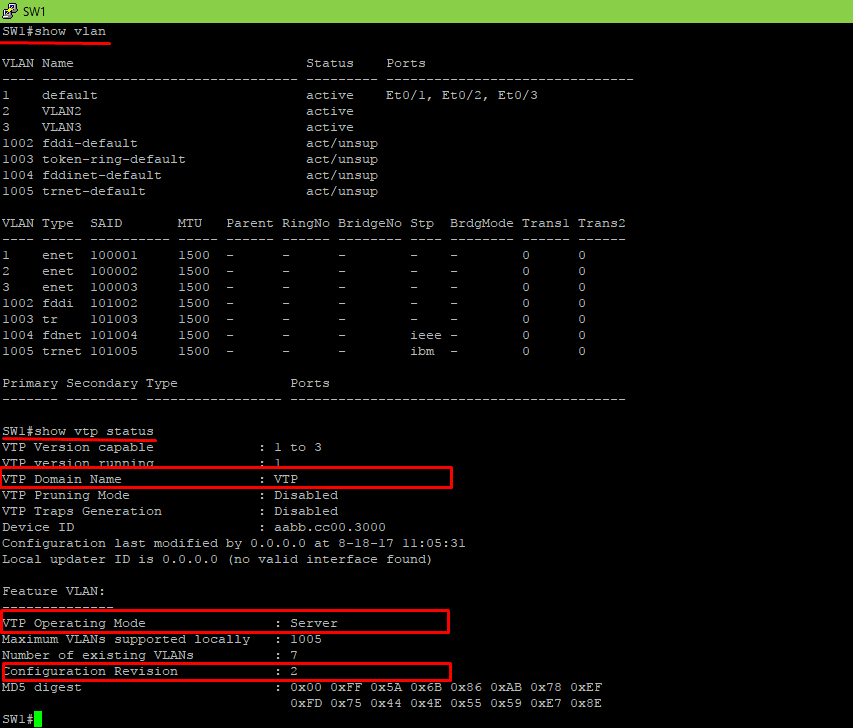 SW1
SW1#show vlan
VLAN Name                             Status    Ports
---- -------------------------------- --------- -------------------------------
1    default                          active    Et0/1, Et0/2, Et0/3
2    VLAN2                            active
3    VLAN3                            active
1002 fddi-default                     act/unsup
1003 token-ring-default               act/unsup
1004 fddinet-default                  act/unsup
1005 trnet-default                    act/unsup
VLAN Type  SAID       MTU   Parent RingNo BridgeNo Stp  BrdgMode Trans1 Trans2
---- ----- ---------- ----- ------ ------ -------- ---- -------- ------ ------
1    enet  100001     1500  -      -      -        -    -        0      0
2    enet  100002     1500  -      -      -        -    -        0      0
3    enet  100003     1500  -      -      -        -    -        0      0
1002 fddi  101002     1500  -      -      -        -    -        0      0
1003 tr    101003     1500  -      -      -        -    -        0      0
1004 fdnet 101004     1500  -      -      -        ieee -        0      0
1005 trnet 101005     1500  -      -      -        ibm  -        0      0
Primary Secondary Type              Ports
------- --------- ----------------- ------------------------------------------
SW1#show vtp status
VTP Version capable             : 1 to 3
VTP version running             : 1
VTP Domain Name                 : VTP
VTP Pruning Mode                : Disabled
VTP Traps Generation            : Disabled
Device ID                       : aabb.cc00.3000
Configuration last modified by 0.0.0.0 at 8-18-17 11:05:31
Local updater ID is 0.0.0.0 (no valid interface found)
Feature VLAN:
--------------
VTP Operating Mode                : Server
Maximum VLANs supported locally   : 1005
Number of existing VLANs          : 7
Configuration Revision            : 2
MD5 digest                        : 0x00 0xFF 0x5A 0x6B 0x86 0xAB 0x78 0xEF
                                    0xFD 0x75 0x44 0x4E 0x55 0x59 0xE7 0x8E
SW1#